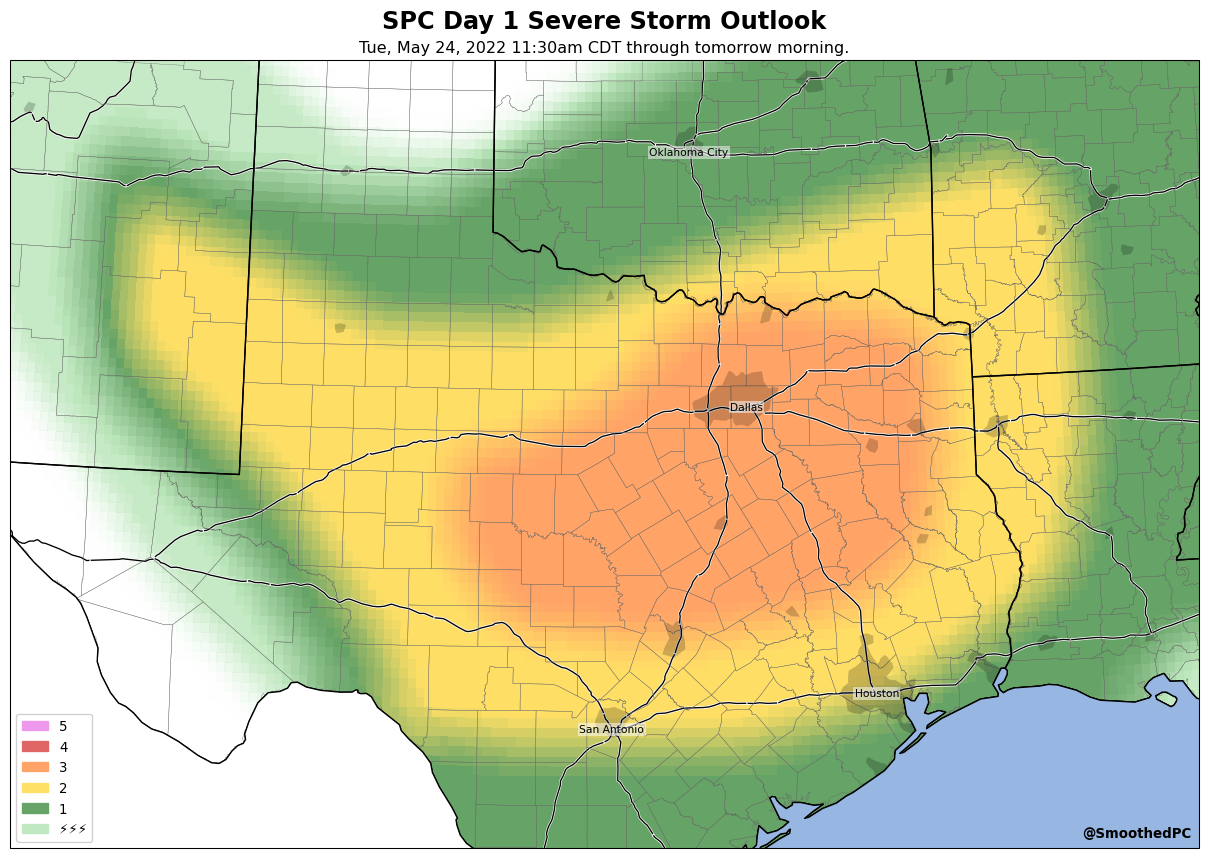 SPC Day 1 Severe Storm Outlook
Tue, May 24, 2022 11:30am CDT through tomorrow morning.
Oklahoma City
Dallas
Houston
San Antonio
5
4
3
2
1
⚡⚡⚡
@SmoothedPC